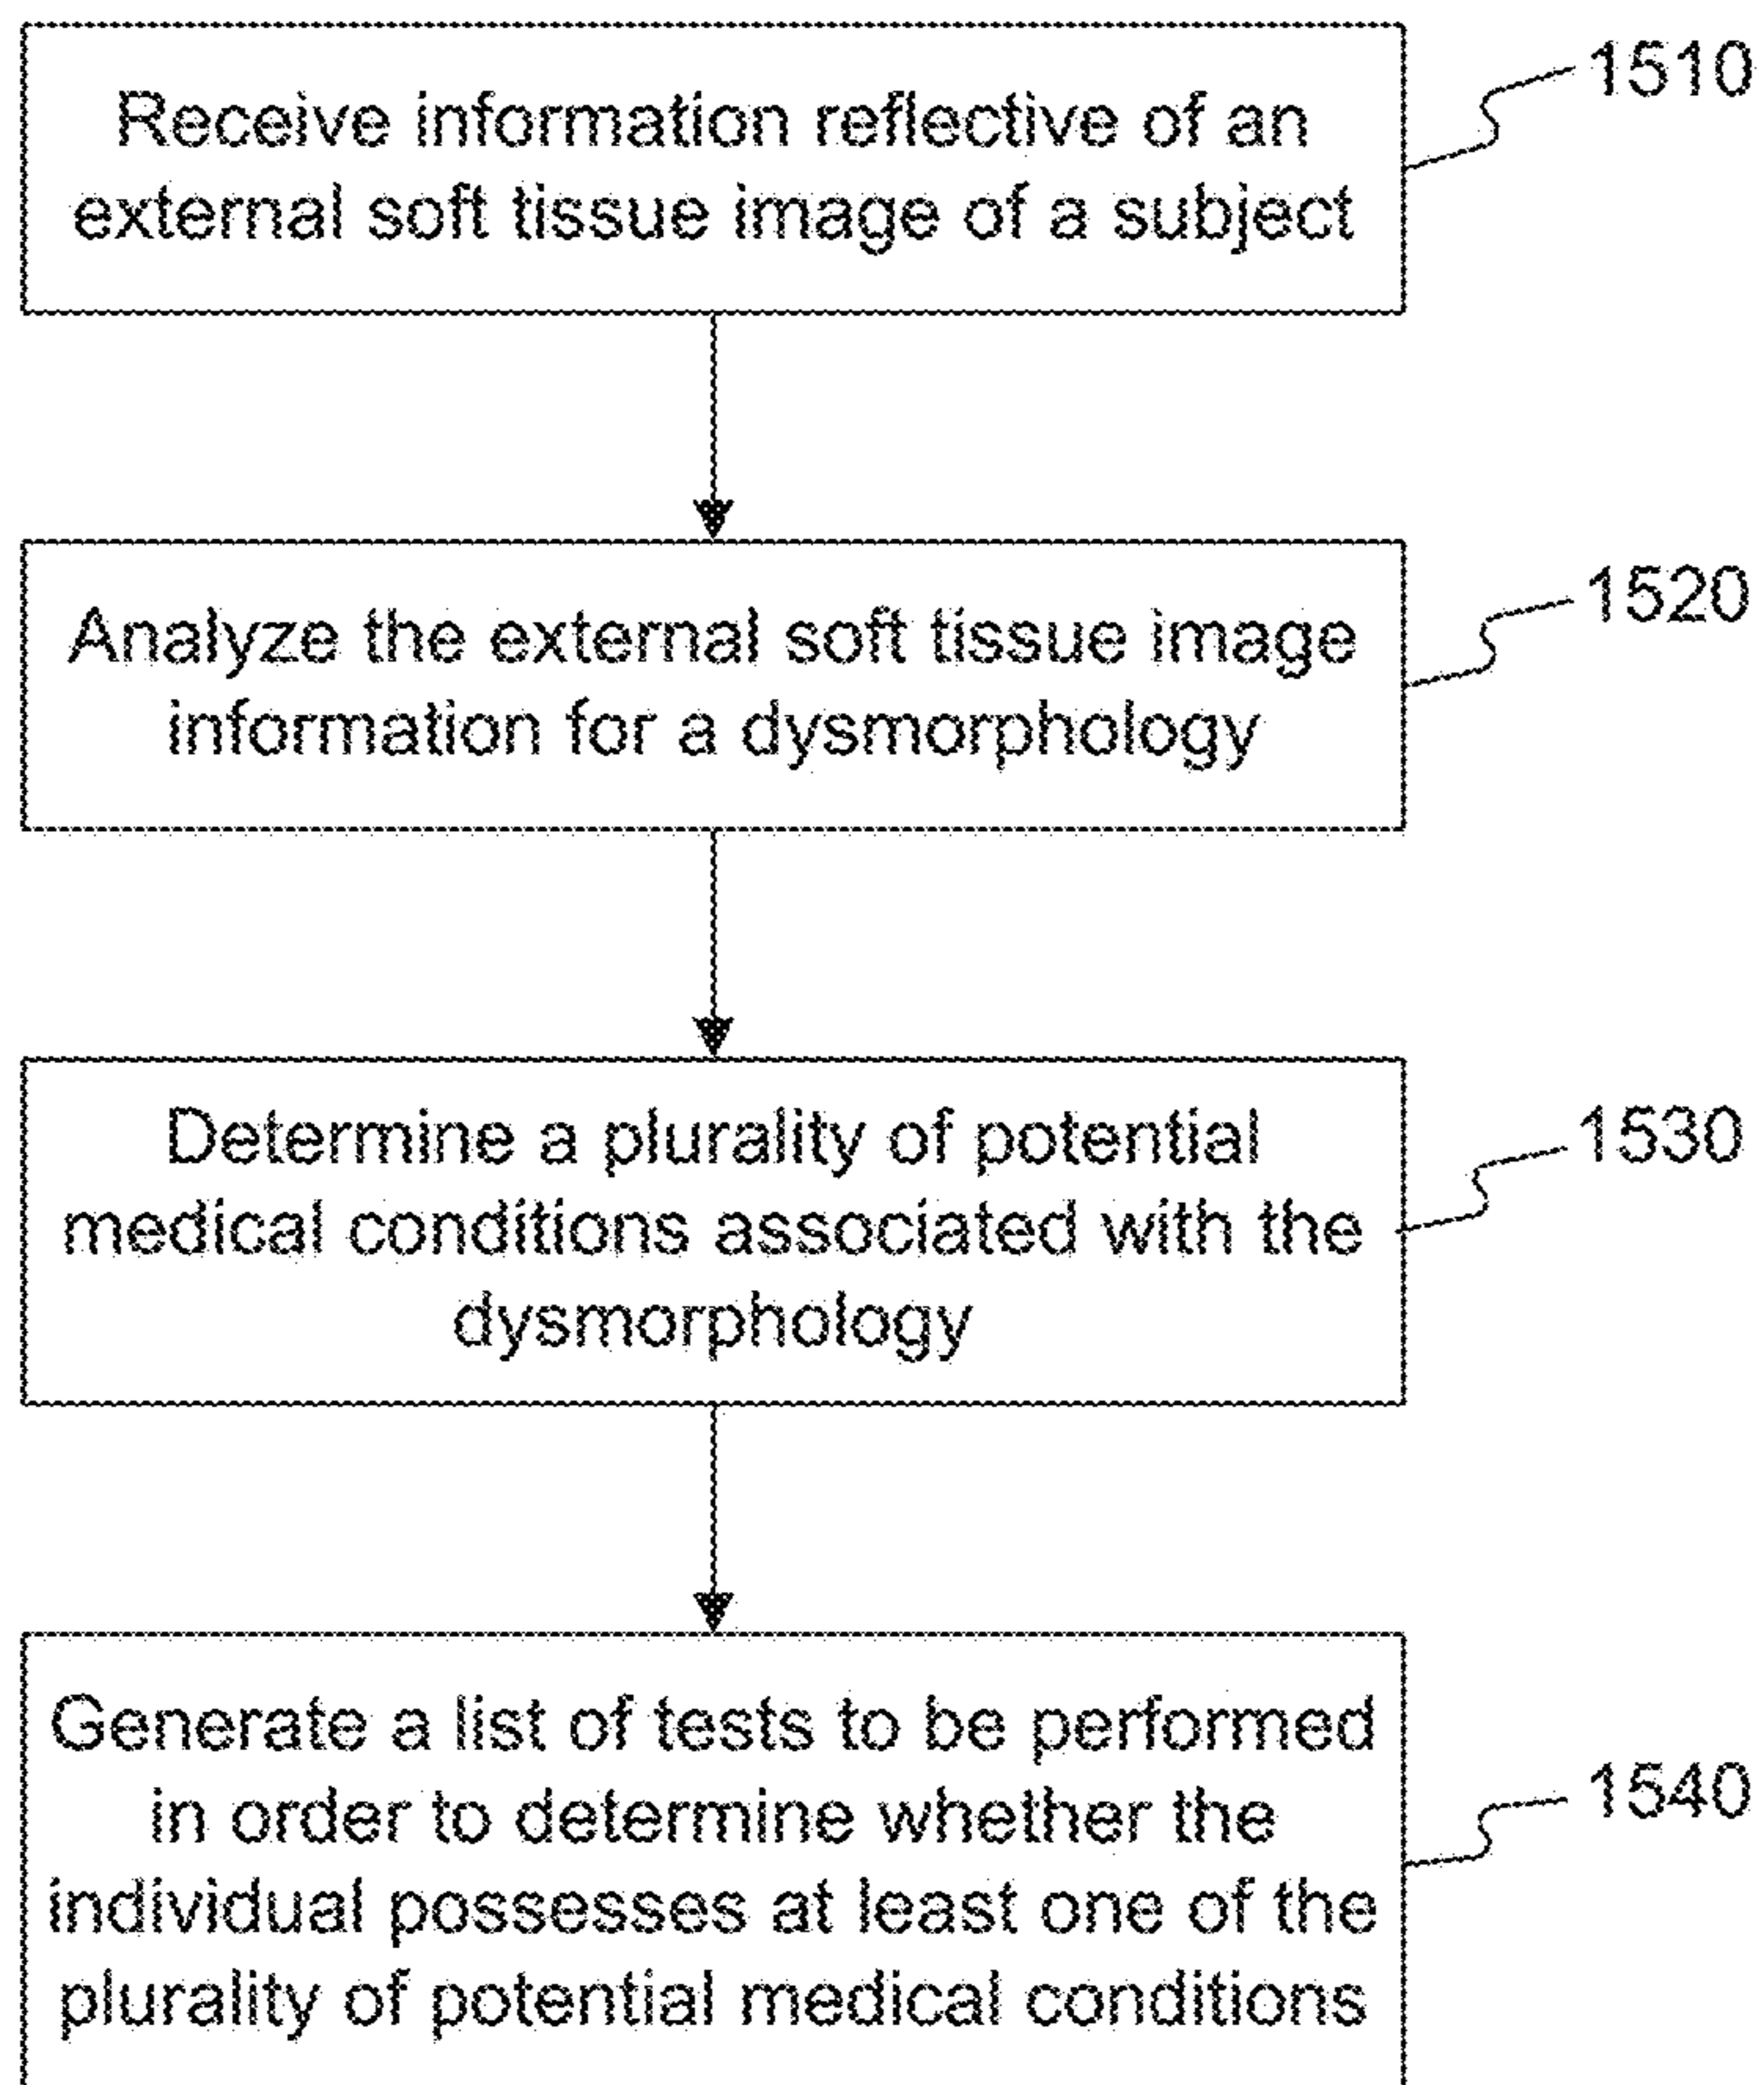 Receive information reflective of an
external soft tissue image of a subject
1510
Analyze the external soft tissue image
information for a dysmorphology
1520
Determine a plurality of potential
medical conditions associated with the
dysmorphology
1530
Generate a list of tests to be performed
in order to determine whether the
individual possesses at least one of the
plurality of potential medical conditions
1540